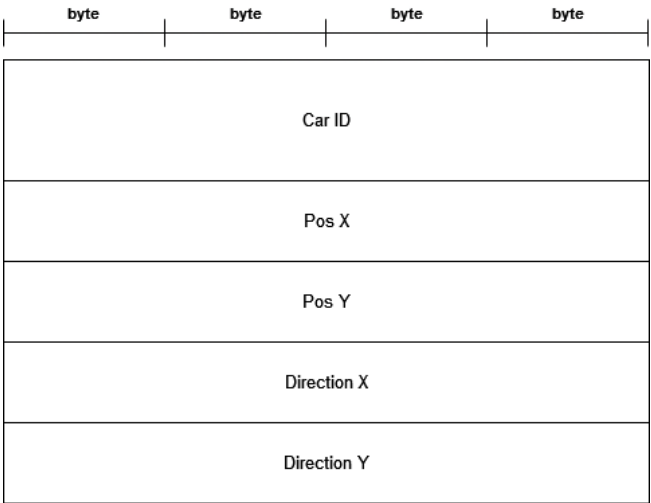 byte byte byte byte
Car ID
Pos X
Pos Y
Direction X
Direction Y